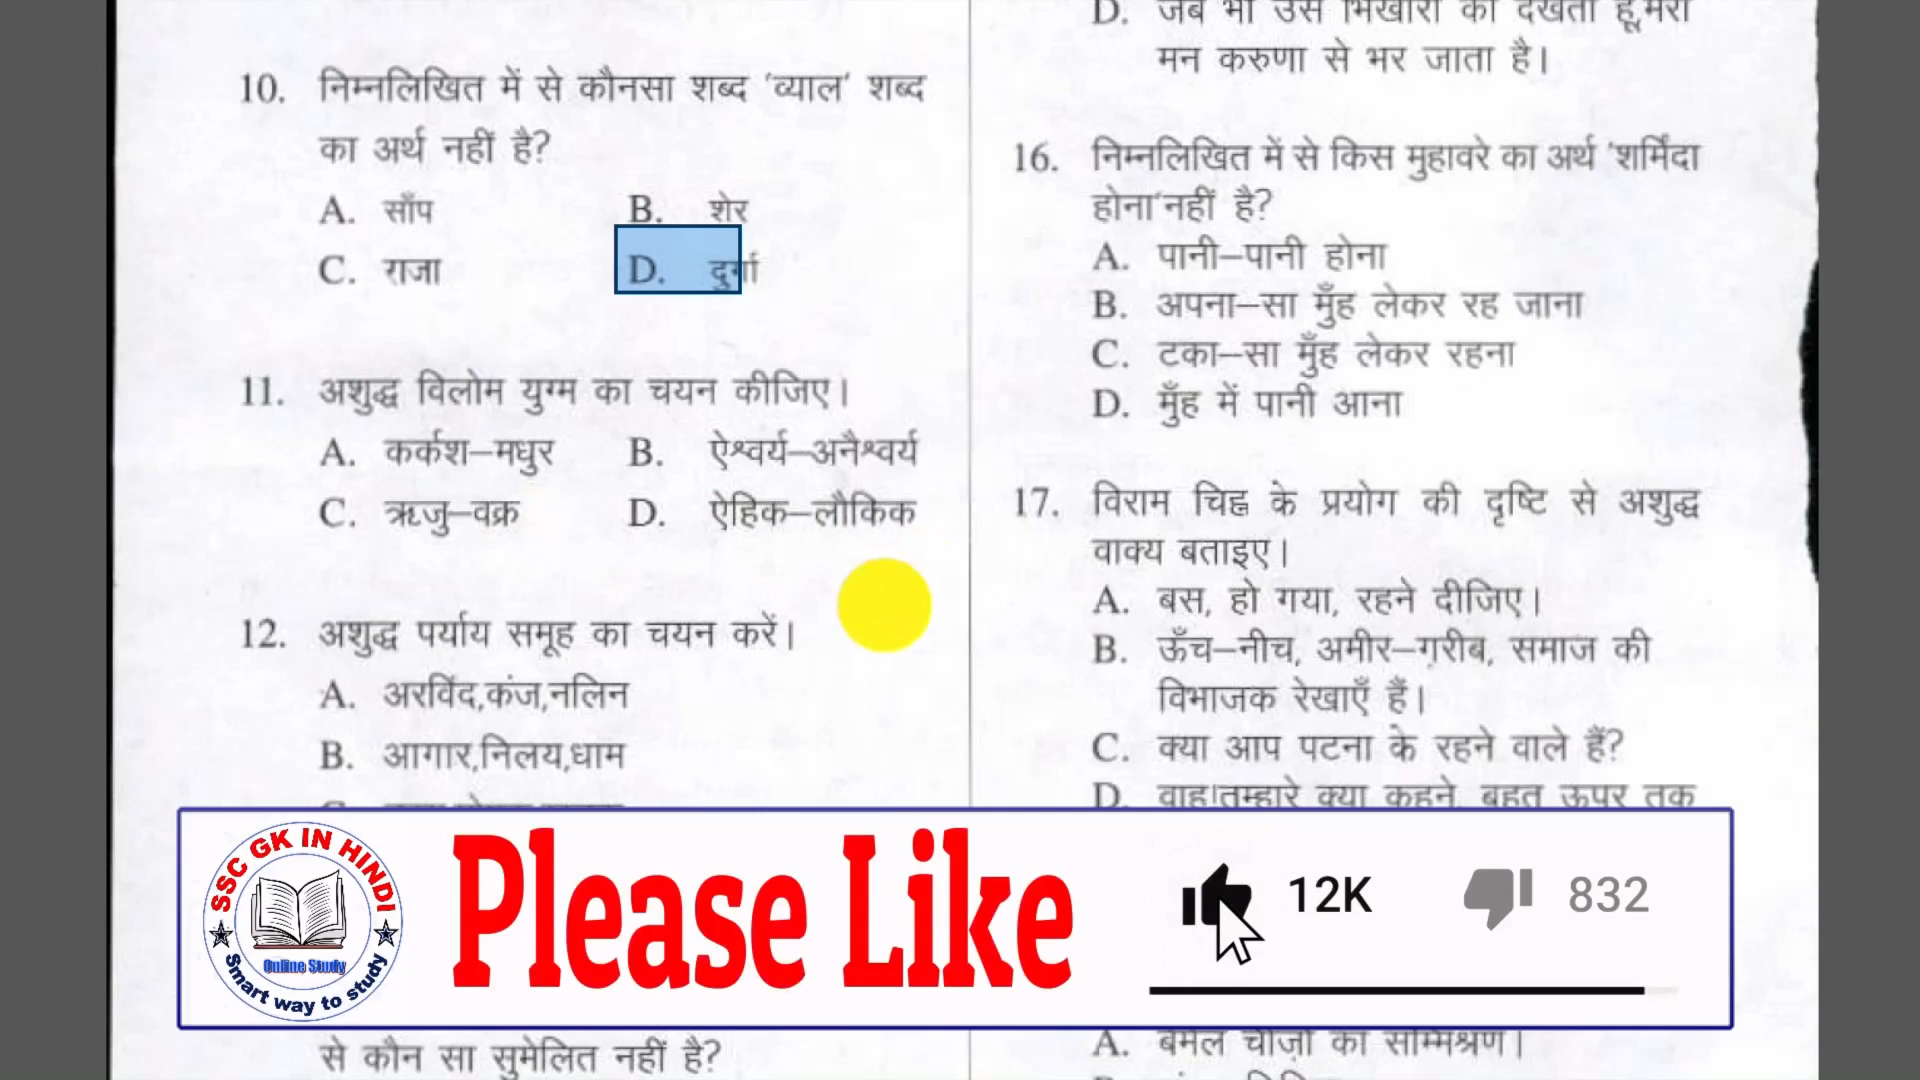 10. निम्नलिखित में से कौनसा शब्द 'व्याल' शब्द
का अर्थ नहीं है?
A. साँप B. शेर
C. राजा D. दुर्गा
11. अशुद्ध विलोम युग्म का चयन कीजिए।
A. कर्कश–मधुर B. ऐश्वर्य–अनैश्वर्य
C. ऋजु–वक्र D. ऐहिक–लौकिक
12. अशुद्ध पर्याय समूह का चयन करें।
A. अरविंद,कंज,नलिन
B. आगार,निलय,धाम
से कौन सा सुमेलित नहीं है?
D. जब भी उस भिखारी को देखता हूँ,मेरा
मन करुणा से भर जाता है।
16. निम्नलिखित में से किस मुहावरे का अर्थ 'शर्मिंदा
होना'नहीं है?
A. पानी–पानी होना
B. अपना–सा मुँह लेकर रह जाना
C. टका–सा मुँह लेकर रहना
D. मुँह में पानी आना
17. विराम चिह्न के प्रयोग की दृष्टि से अशुद्ध
वाक्य बताइए।
A. बस, हो गया, रहने दीजिए।
B. ऊँच–नीच, अमीर–ग़रीब, समाज की
विभाजक रेखाएँ हैं।
C. क्या आप पटना के रहने वाले हैं?
D. वाह।तुम्हारे क्या कहने, बहुत ऊपर तक
A. बेमेल चीज़ों का सम्मिश्रण।
SSC GK IN HINDI
Online Study
Smart way to study
Please Like
12K 832